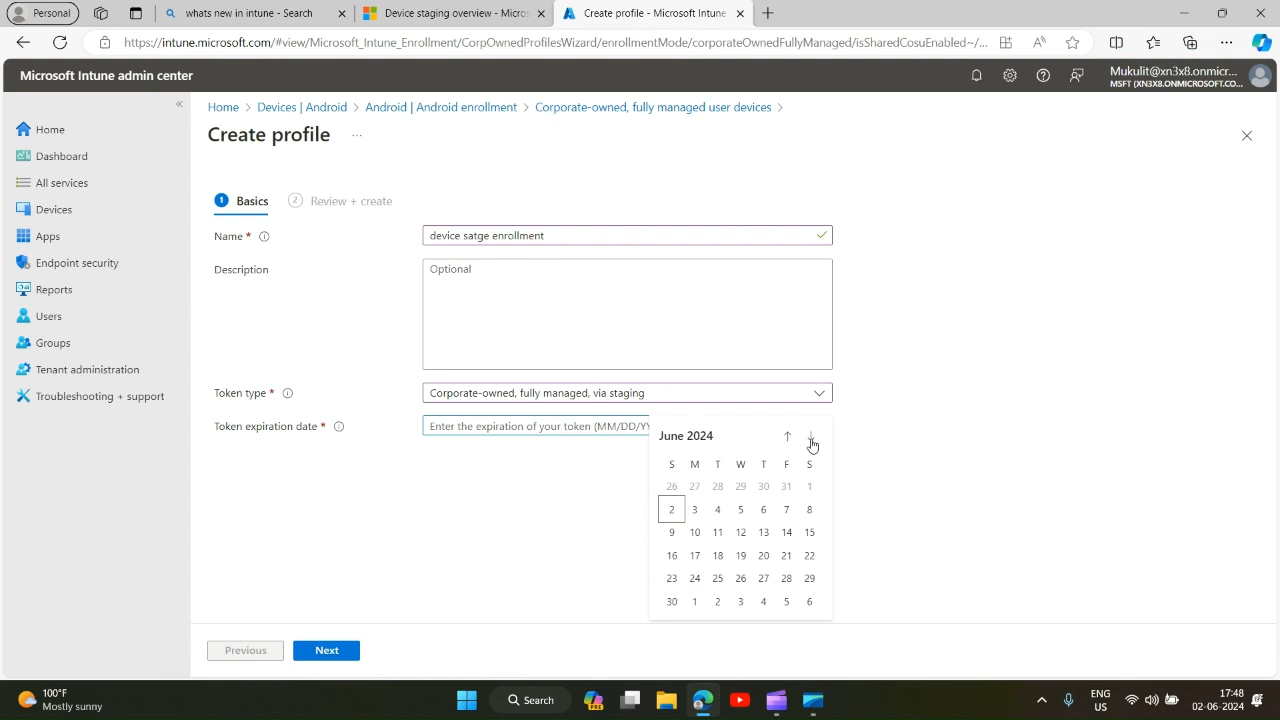 Personal
whats new in intune - Search
Device staging overview - Micros
Create profile - Microsoft Intune
https://intune.microsoft.com/#view/Microsoft_Intune_Enrollment/CorpOwnedProfilesWizard/enrollmentMode/corporateOwnedFullyManaged/isSharedCosuEnabled~/...
Microsoft Intune admin center
Mukulit@xn3x8.onmicr...
MSFT (XN3X8.ONMICROSOFT.CO...
Home > Devices | Android > Android | Android enrollment > Corporate-owned, fully managed user devices >
Create profile ...
Home
Dashboard
All services
Devices
Apps
Endpoint security
Reports
Users
Groups
Tenant administration
Troubleshooting + support
1 Basics 2 Review + create
Name * device satge enrollment
Description Optional
Token type * Corporate-owned, fully managed, via staging
Token expiration date * Enter the expiration of your token (MM/DD/YY
June 2024
S M T W T F S
26 27 28 29 30 31 1
2 3 4 5 6 7 8
9 10 11 12 13 14 15
16 17 18 19 20 21 22
23 24 25 26 27 28 29
30 1 2 3 4 5 6
Previous Next
100°F
Mostly sunny
Search
PRE
ENG
US
17:48
02-06-2024